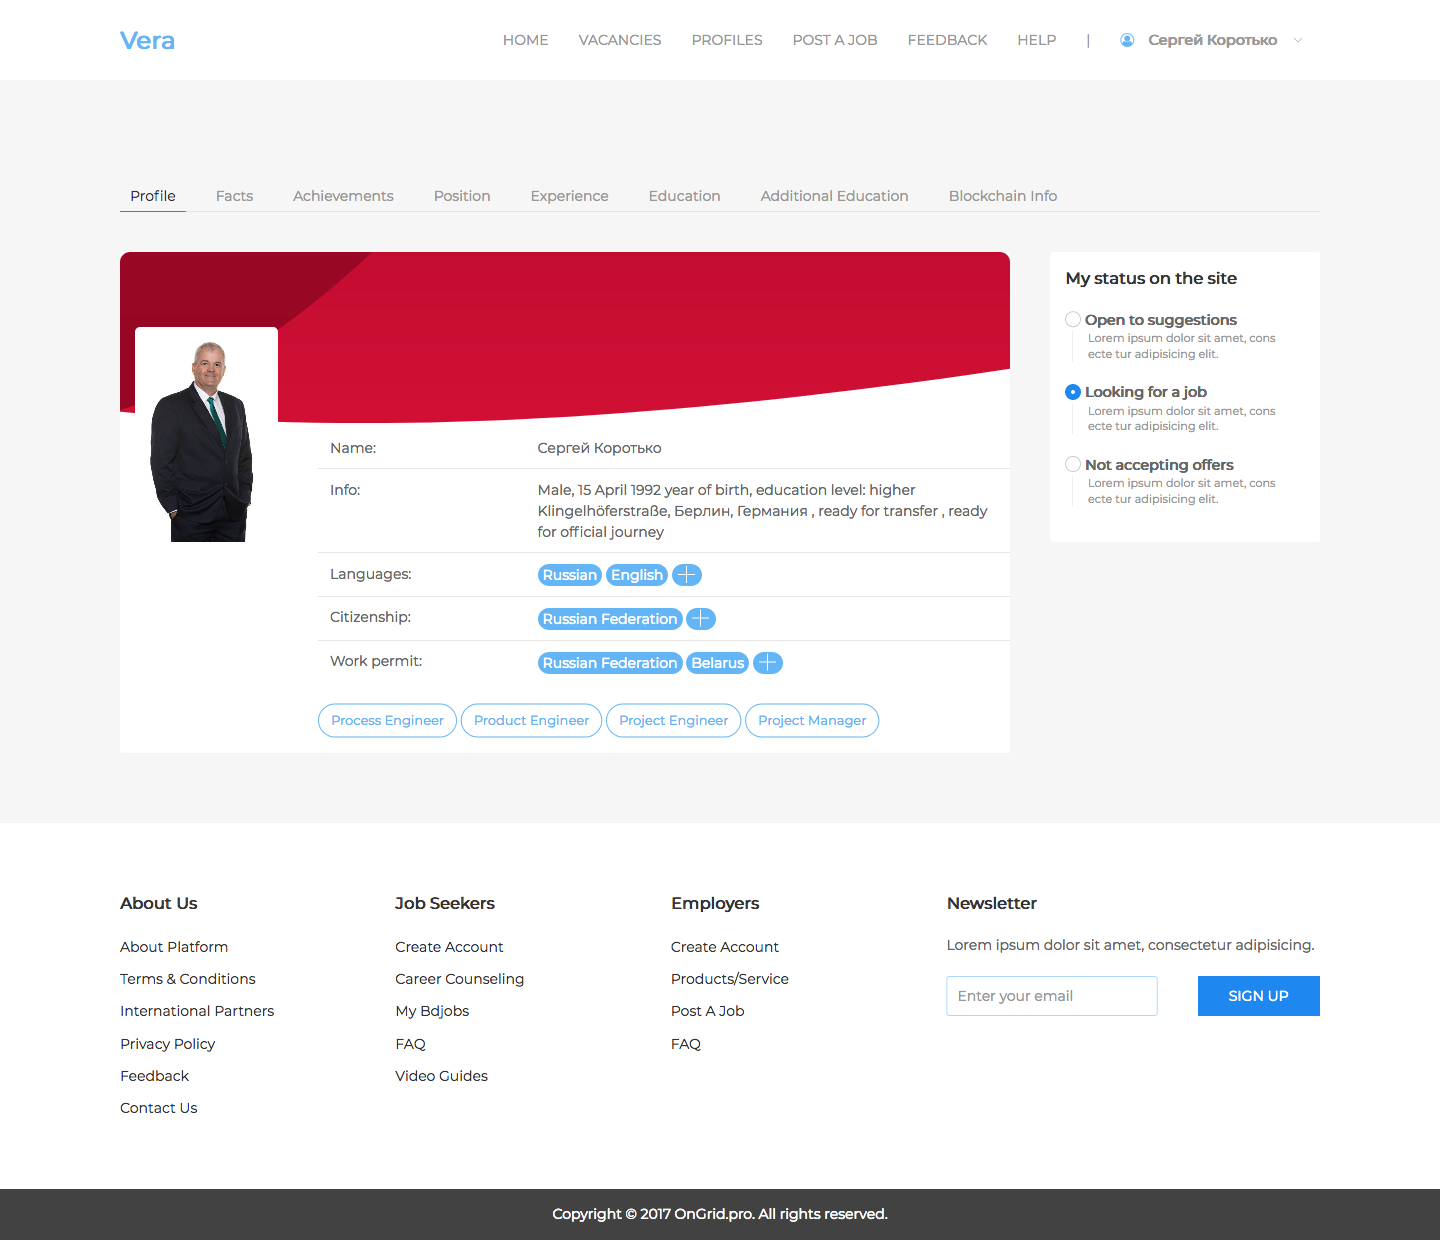 Vera
HOME VACANCIES PROFILES POST A JOB FEEDBACK HELP | Сергей Коротько
Profile Facts Achievements Position Experience Education Additional Education Blockchain Info
My status on the site
Open to suggestions
Lorem ipsum dolor sit amet, cons
ecte tur adipisicing elit.
Looking for a job
Lorem ipsum dolor sit amet, cons
ecte tur adipisicing elit.
Not accepting offers
Lorem ipsum dolor sit amet, cons
ecte tur adipisicing elit.
Name: Сергей Коротько
Info: Male, 15 April 1992 year of birth, education level: higher
Klingelhöferstraße, Берлин, Германия , ready for transfer , ready
for official journey
Languages: Russian English
Citizenship: Russian Federation
Work permit: Russian Federation Belarus
Process Engineer Product Engineer Project Engineer Project Manager
About Us
About Platform
Terms & Conditions
International Partners
Privacy Policy
Feedback
Contact Us
Job Seekers
Create Account
Career Counseling
My Bdjobs
FAQ
Video Guides
Employers
Create Account
Products/Service
Post A Job
FAQ
Newsletter
Lorem ipsum dolor sit amet, consectetur adipisicing.
Enter your email SIGN UP
Copyright © 2017 OnGrid.pro. All rights reserved.